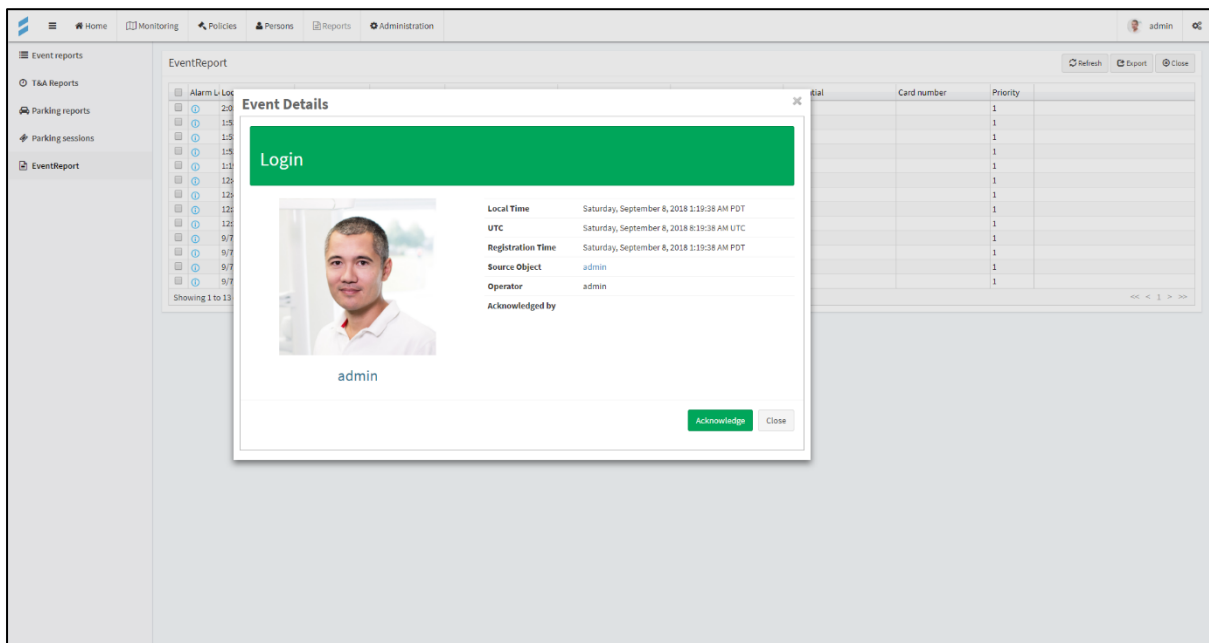 Home Monitoring Policies Persons Reports Administration admin
Event reports
T&A Reports
Parking reports
Parking sessions
EventReport
EventReport Refresh Export Close
Alarm L Card number Priority
1
1
1
1
1
1
1
1
1
1
1
1
1
Showing 1 to 13 << < 1 > >>
Event Details
Login
Local Time Saturday, September 8, 2018 1:19:38 AM PDT
UTC Saturday, September 8, 2018 8:19:38 AM UTC
Registration Time Saturday, September 8, 2018 1:19:38 AM PDT
Source Object admin
Operator admin
Acknowledged by
admin
Acknowledge Close